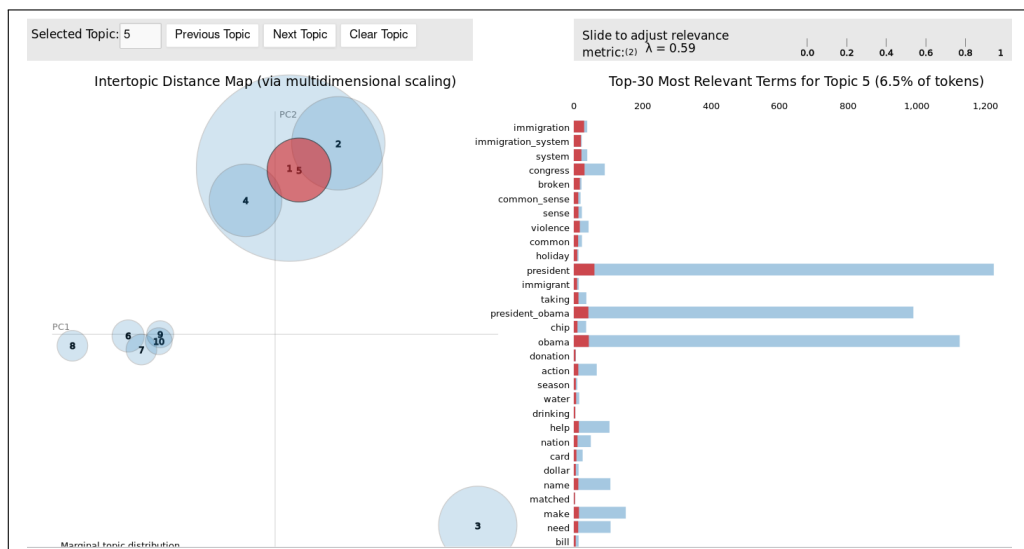 Selected Topic: 5 Previous Topic Next Topic Clear Topic
Slide to adjust relevance
metric:(2) λ = 0.59
0.0 0.2 0.4 0.6 0.8 1
Intertopic Distance Map (via multidimensional scaling)
PC2
PC1
1
2
3
4
5
6
7
8
9
10
Marginal topic distribution
Top-30 Most Relevant Terms for Topic 5 (6.5% of tokens)
0 200 400 600 800 1,000 1,200
immigration
immigration_system
system
congress
broken
common_sense
sense
violence
common
holiday
president
immigrant
taking
president_obama
chip
obama
donation
action
season
water
drinking
help
nation
card
dollar
name
matched
make
need
bill